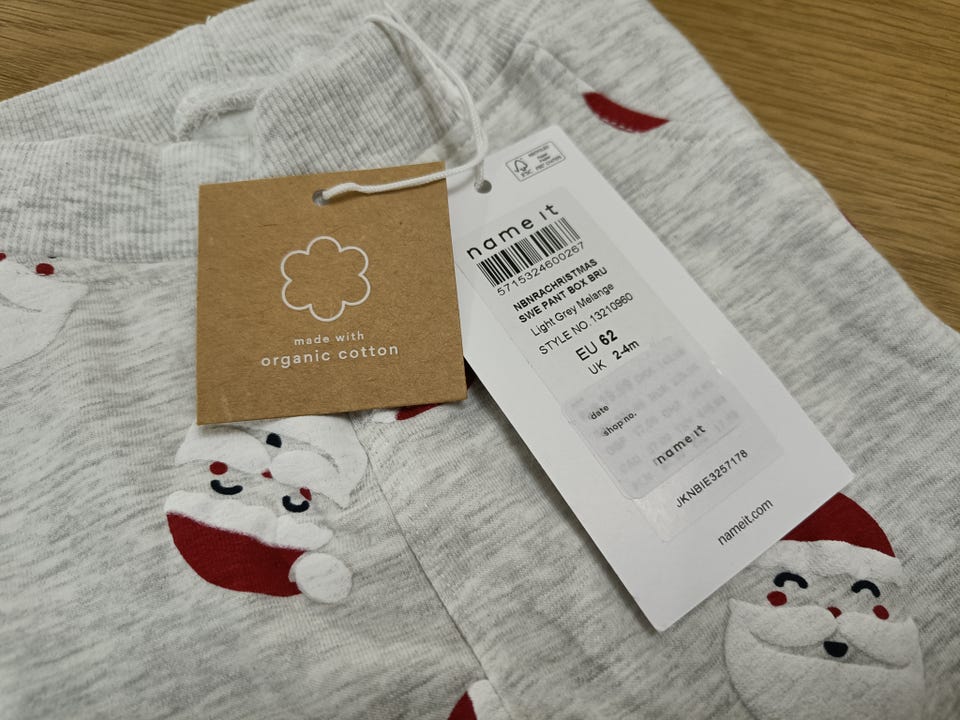 made with
organic cotton
FSC
name it
5715324600267
NBNRACHRISTMAS
SWE PANT BOX BRU
Light Grey Melange
STYLE NO. 13210960
EU 62
UK 2-4m
date
shop no.
name it
JKNBIE3257178
nameit.com